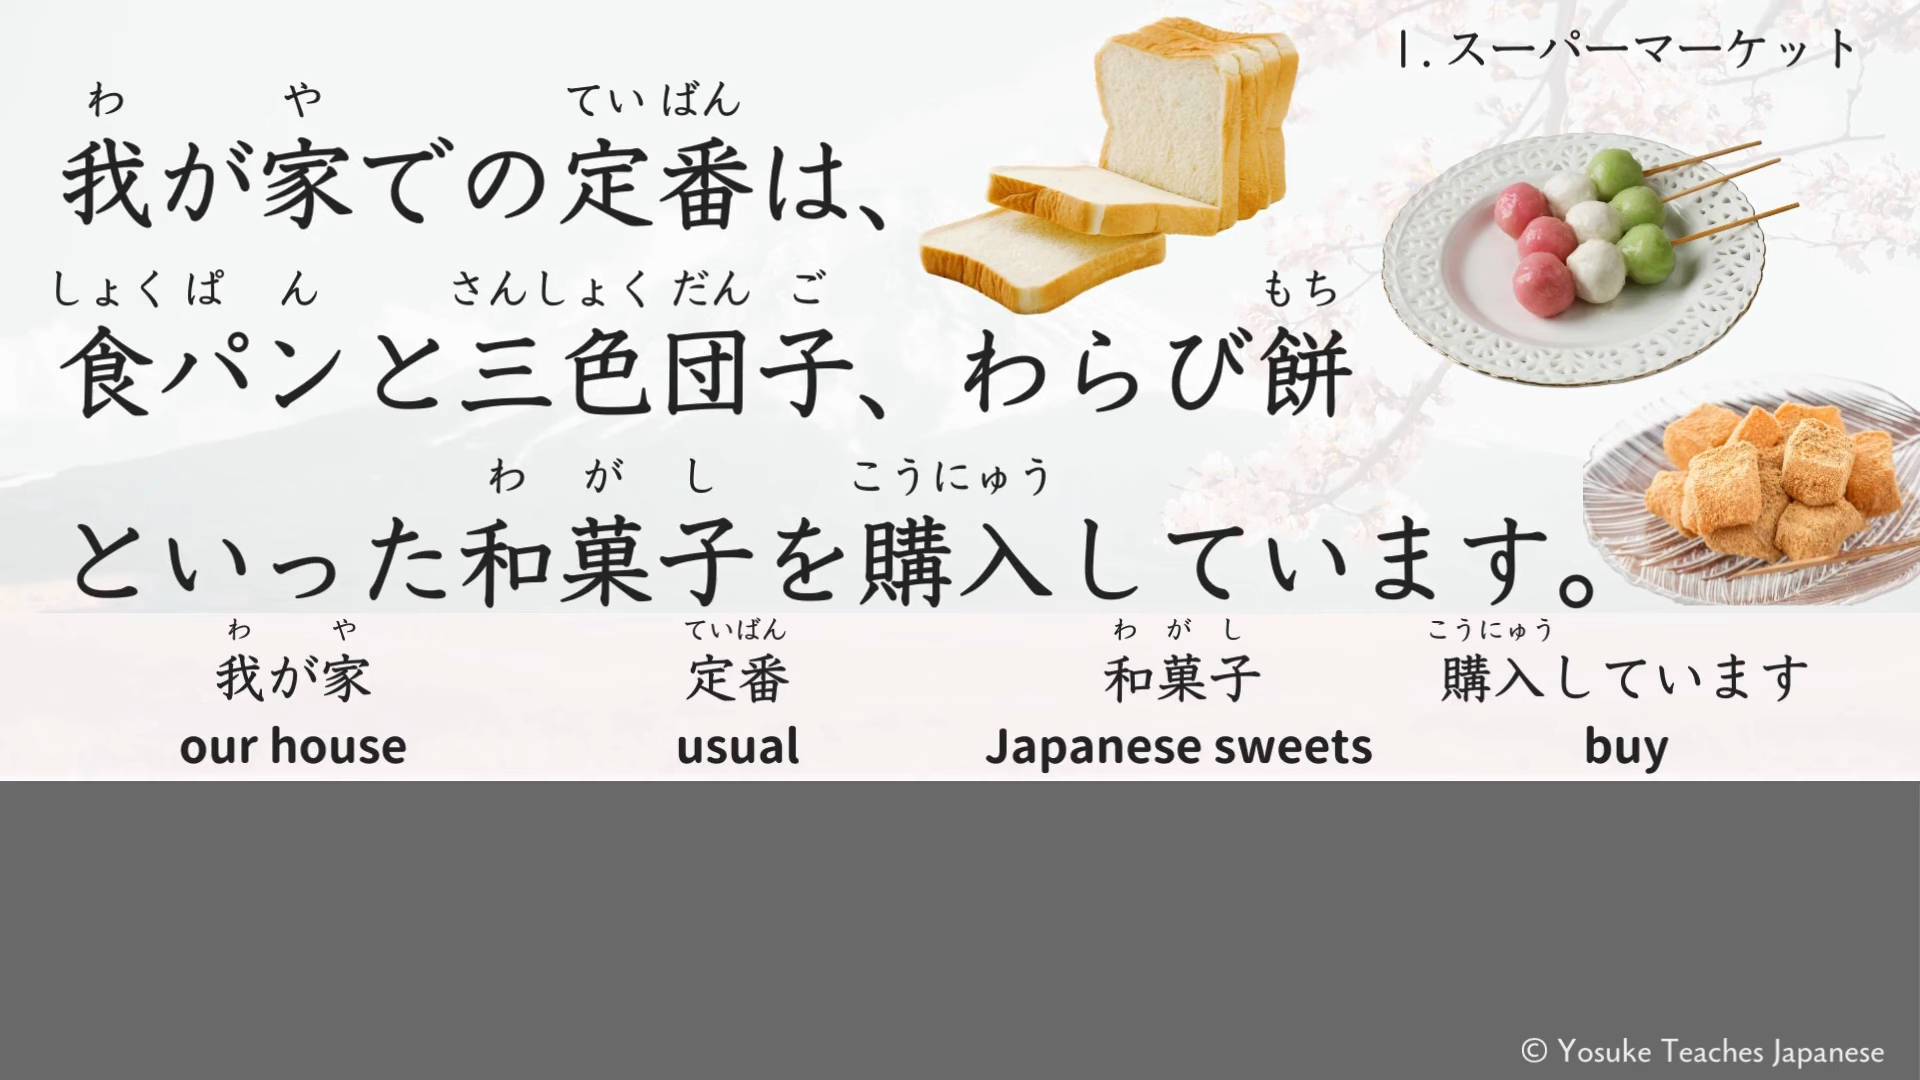 1. スーパーマーケット
わ や てい ばん
我が家での定番は、
しょく ぱ ん さんしょく だん ご もち
食パンと三色団子、わらび餅
わ が し こうにゅう
といった和菓子を購入しています。
わ や ていばん わ が し こうにゅう
我が家 定番 和菓子 購入しています
our house usual Japanese sweets buy
© Yosuke Teaches Japanese